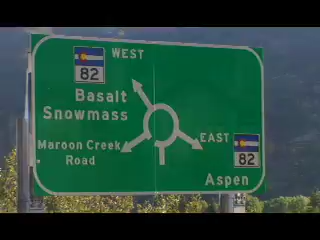 WEST
82
Basalt
Snowmass
Maroon Creek
Road
EAST
82
Aspen